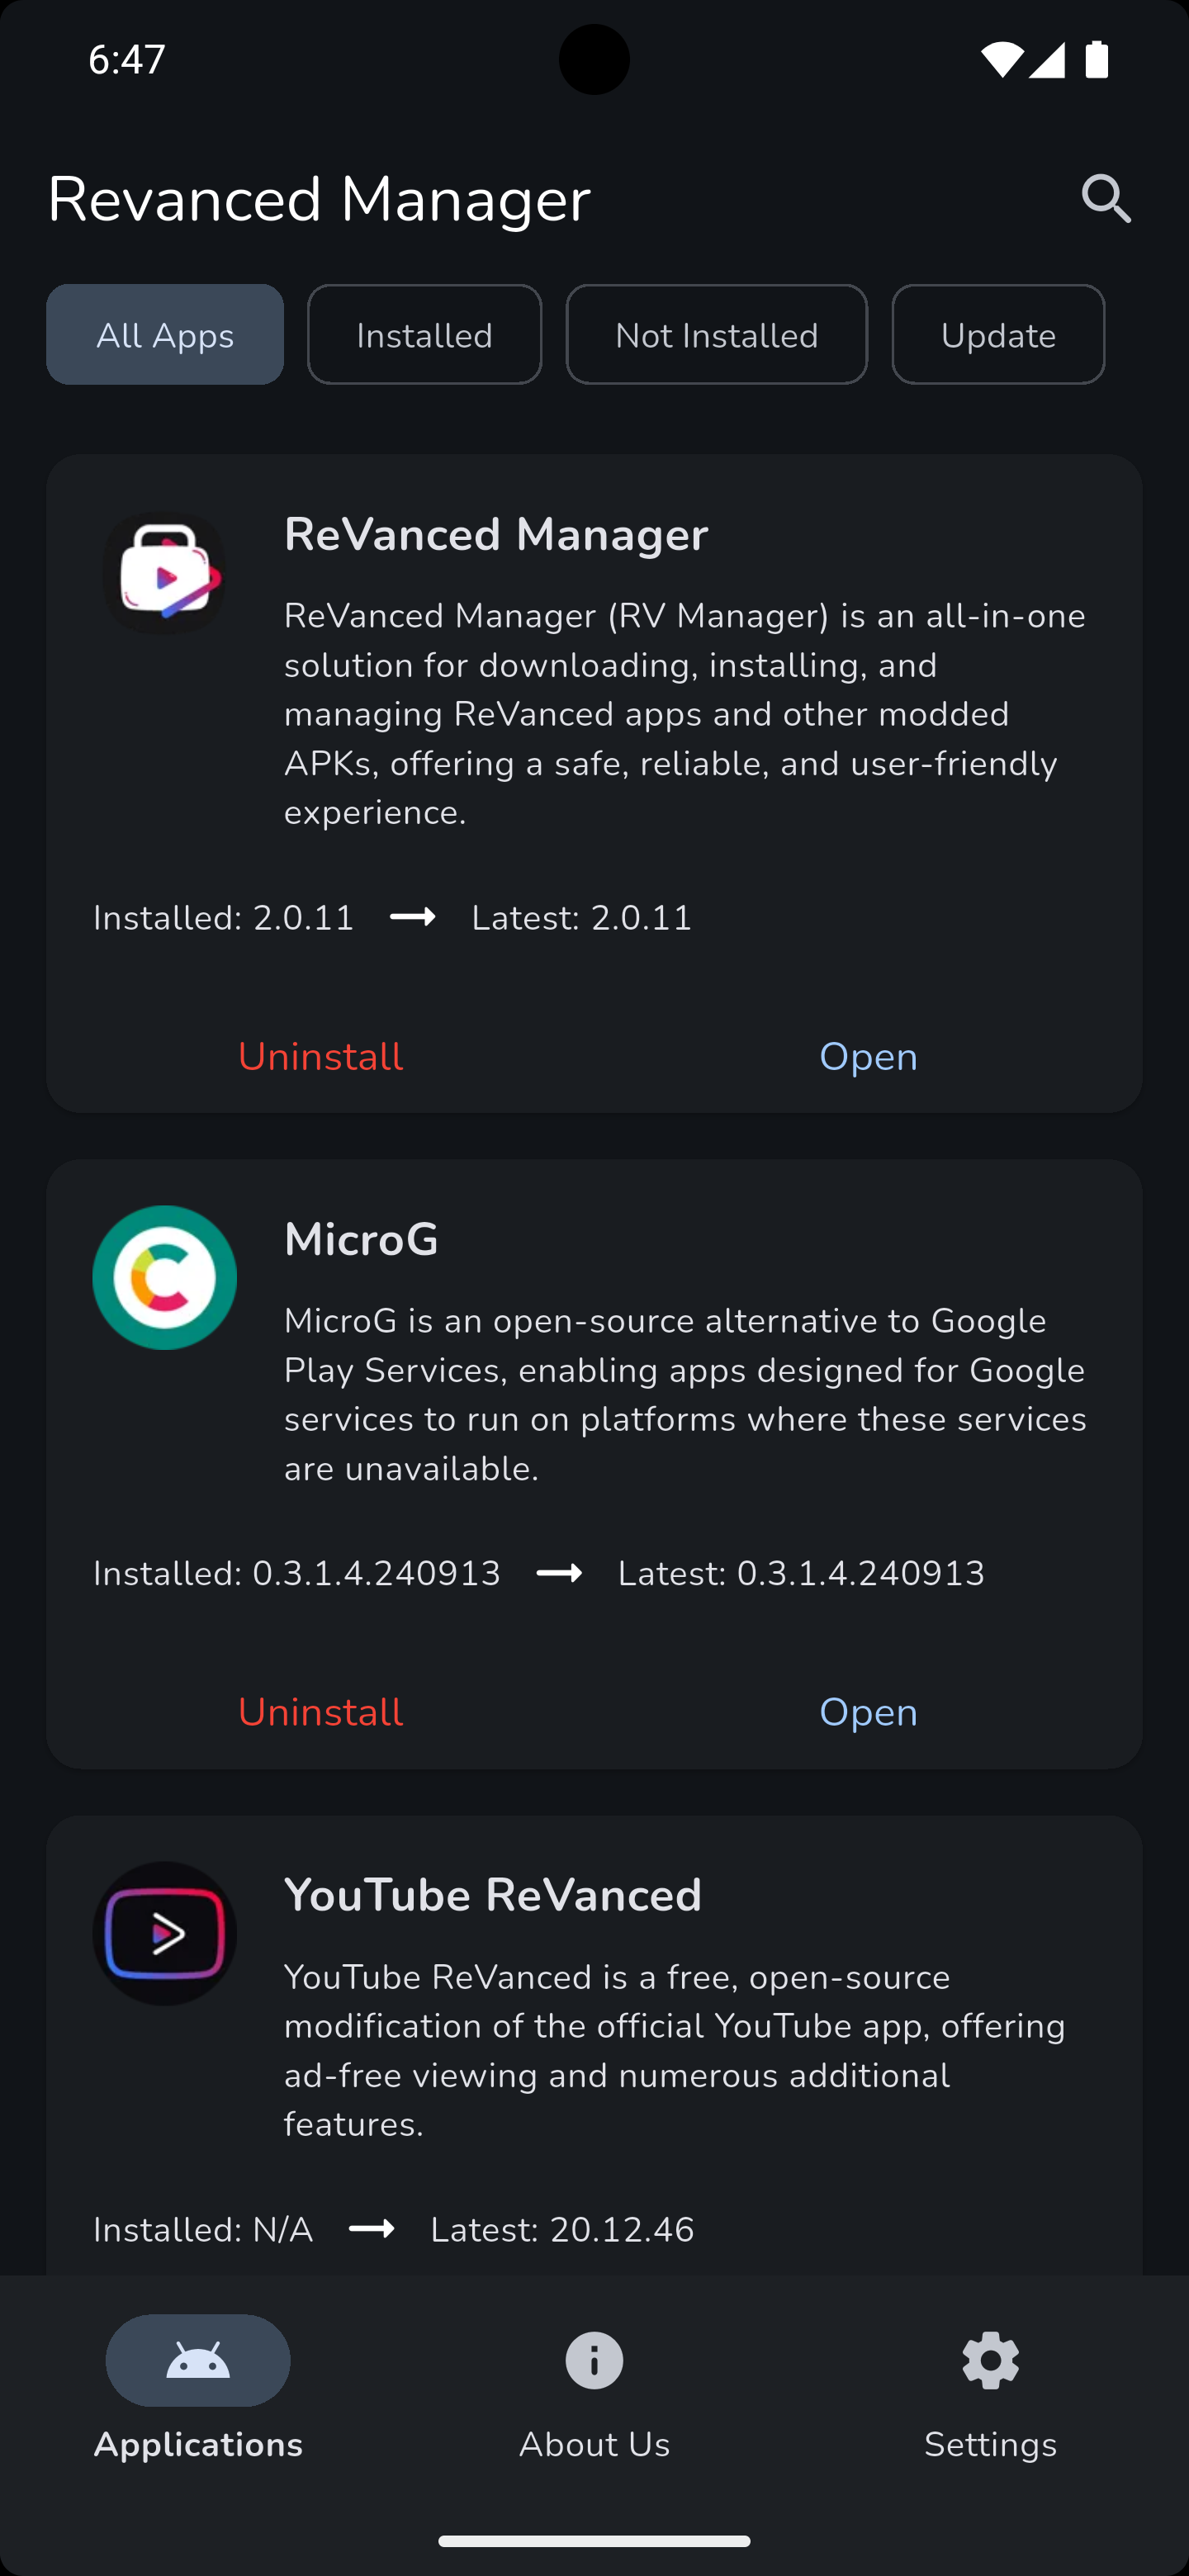 6:47
Revanced Manager
All Apps
Installed
Not Installed
Update
ReVanced Manager
ReVanced Manager (RV Manager) is an all-in-one
solution for downloading, installing, and
managing ReVanced apps and other modded
APKs, offering a safe, reliable, and user-friendly
experience.
Installed: 2.0.11
Latest: 2.0.11
Uninstall
Open
MicroG
MicroG is an open-source alternative to Google
Play Services, enabling apps designed for Google
services to run on platforms where these services
are unavailable.
Installed: 0.3.1.4.240913
Latest: 0.3.1.4.240913
Uninstall
Open
YouTube ReVanced
YouTube ReVanced is a free, open-source
modification of the official YouTube app, offering
ad-free viewing and numerous additional
features.
Installed: N/A
Latest: 20.12.46
Applications
About Us
Settings